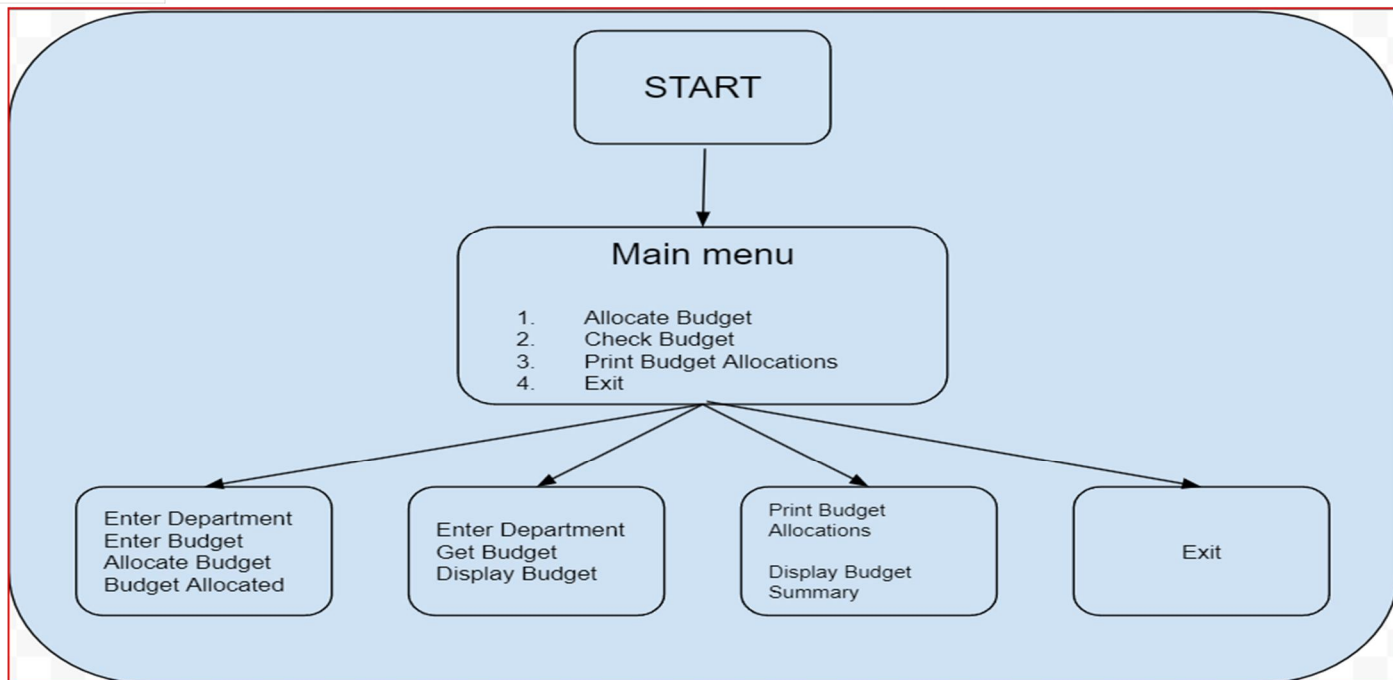 START
Main menu
1. Allocate Budget
2. Check Budget
3. Print Budget Allocations
4. Exit
Enter Department
Enter Budget
Allocate Budget
Budget Allocated
Enter Department
Get Budget
Display Budget
Print Budget
Allocations
Display Budget
Summary
Exit